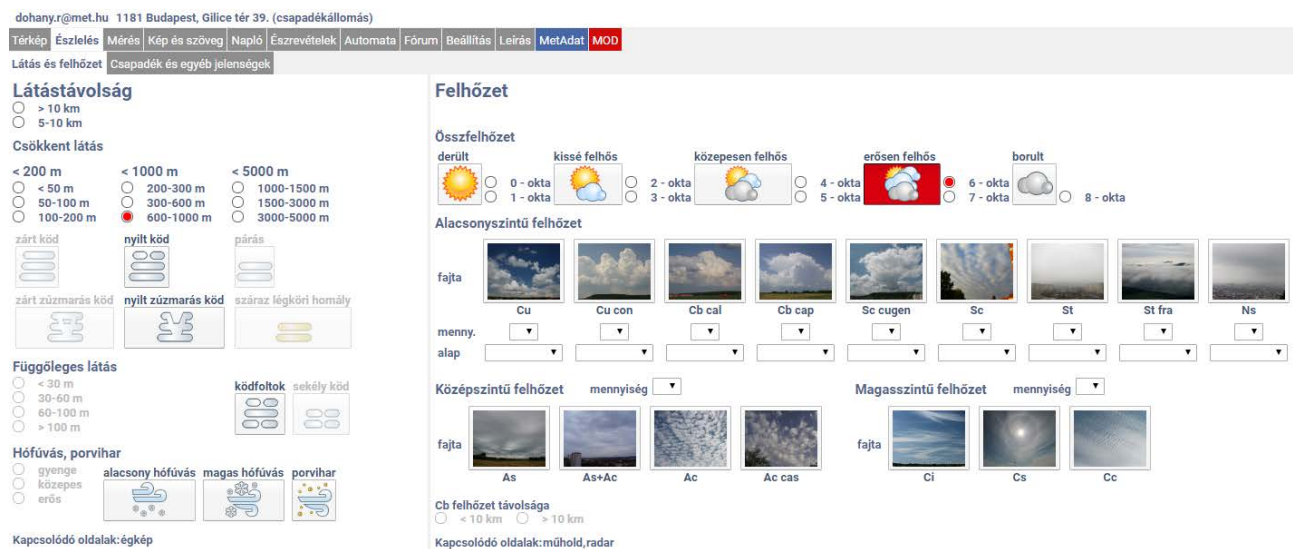 dohany.r@met.hu 1181 Budapest, Gilice tér 39. (csapadékállomás)
Térkép Észlelés Mérés Kép és szöveg Napló Észrevételek Automata Fórum Beállítás Leírás MetAdat MOD
Látás és felhőzet Csapadék és egyéb jelenségek
Látástávolság
> 10 km
5-10 km
Csökkent látás
< 200 m < 1000 m < 5000 m
< 50 m 200-300 m 1000-1500 m
50-100 m 300-600 m 1500-3000 m
100-200 m 600-1000 m 3000-5000 m
zárt köd nyílt köd párás
zárt zúzmarás köd nyílt zúzmarás köd száraz légköri homály
Függőleges látás
< 30 m
30-60 m
60-100 m
> 100 m
ködfoltok sekély köd
Hófúvás, porvihar
gyenge
közepes
erős
alacsony hófúvás magas hófúvás porvihar
Kapcsolódó oldalak:égkép
Felhőzet
Összfelhőzet
derült kissé felhős közepesen felhős erősen felhős borult
0 - okta 2 - okta 4 - okta 6 - okta
1 - okta 3 - okta 5 - okta 7 - okta 8 - okta
Alacsonyszintű felhőzet
fajta
Cu Cu con Cb cal Cb cap Sc cugen Sc St St fra Ns
menny.
alap
Középszintű felhőzet mennyiség
fajta
As As+Ac Ac Ac cas
Magasszintű felhőzet mennyiség
fajta
Ci Cs Cc
Cb felhőzet távolsága
< 10 km > 10 km
Kapcsolódó oldalak:műhold,radar